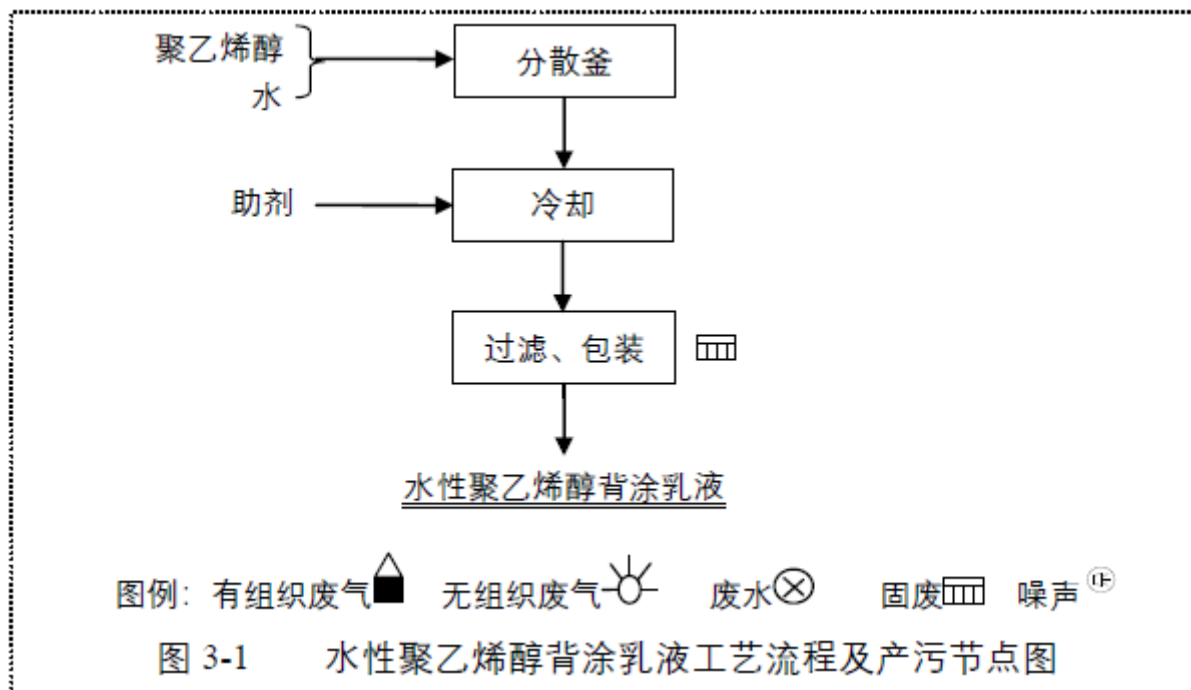 聚乙烯醇
水
分散釜
助剂
冷却
过滤、包装
水性聚乙烯醇背涂乳液
图例：有组织废气 无组织废气 废水 固废 噪声
图 3-1 水性聚乙烯醇背涂乳液工艺流程及产污节点图